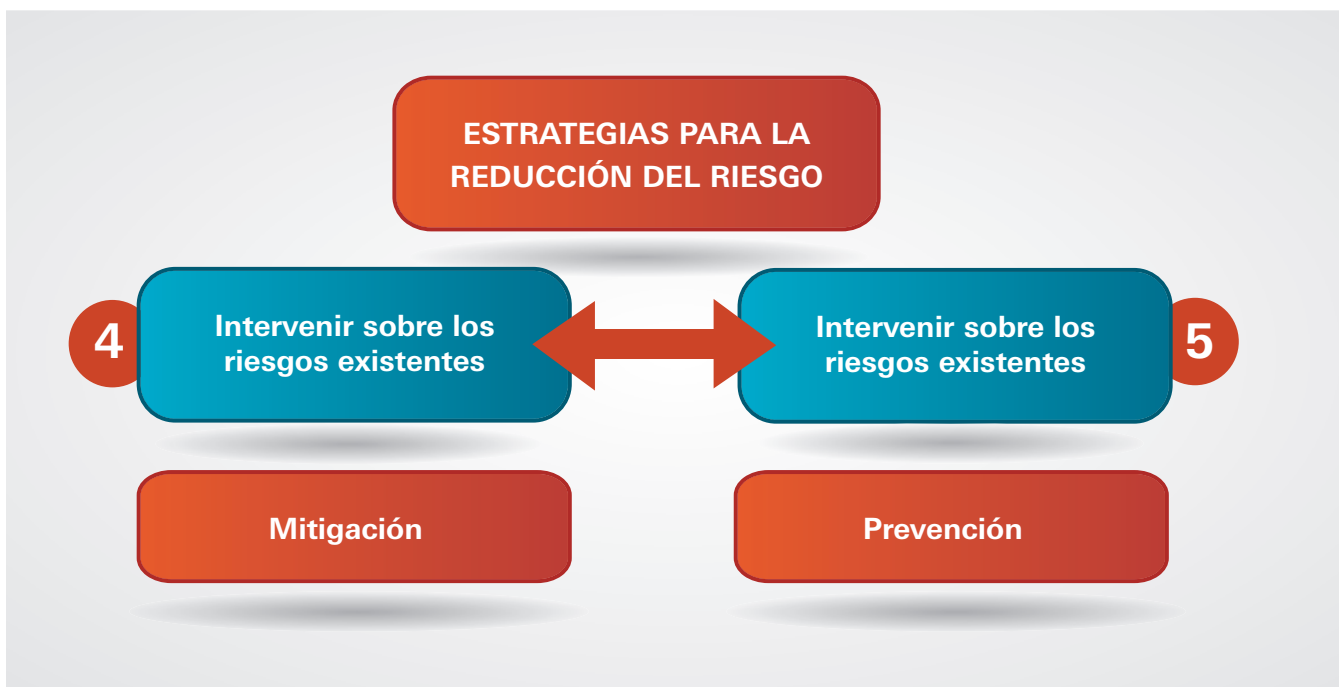 ESTRATEGIAS PARA LA
REDUCCIÓN DEL RIESGO
4
Intervenir sobre los
riesgos existentes
Intervenir sobre los
riesgos existentes
5
Mitigación
Prevención